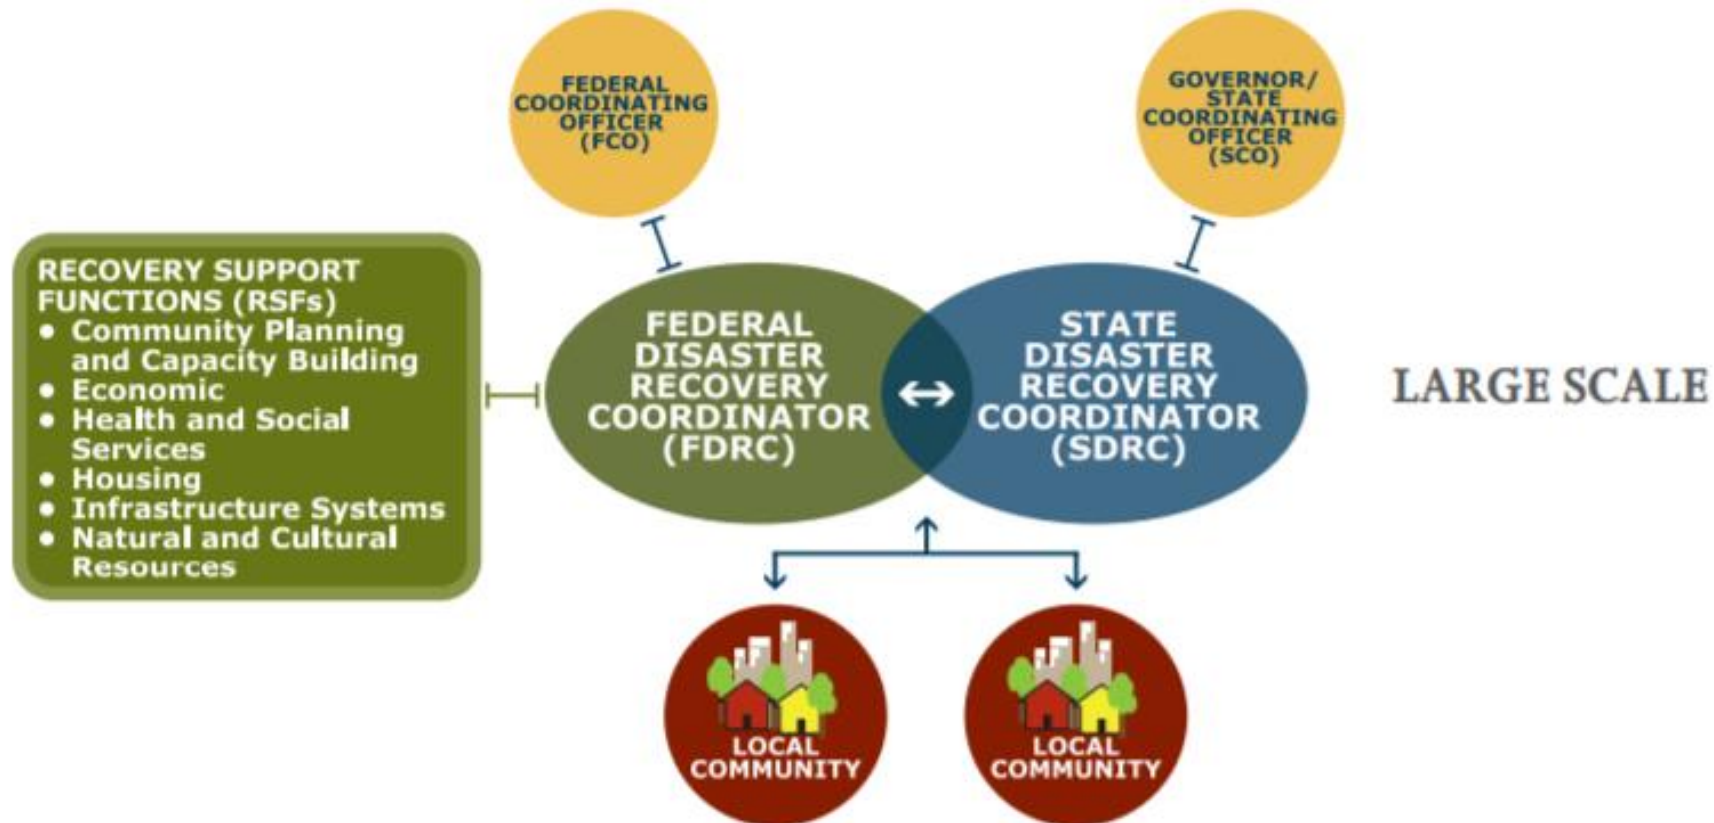 FEDERAL
COORDINATING
OFFICER
(FCO)
GOVERNOR/
STATE
COORDINATING
OFFICER
(SCO)
RECOVERY SUPPORT
FUNCTIONS (RSFs)
● Community Planning
and Capacity Building
● Economic
● Health and Social
Services
● Housing
● Infrastructure Systems
● Natural and Cultural
Resources
FEDERAL
DISASTER
RECOVERY
COORDINATOR
(FDRC)
STATE
DISASTER
RECOVERY
COORDINATOR
(SDRC)
LARGE SCALE
LOCAL
COMMUNITY
LOCAL
COMMUNITY